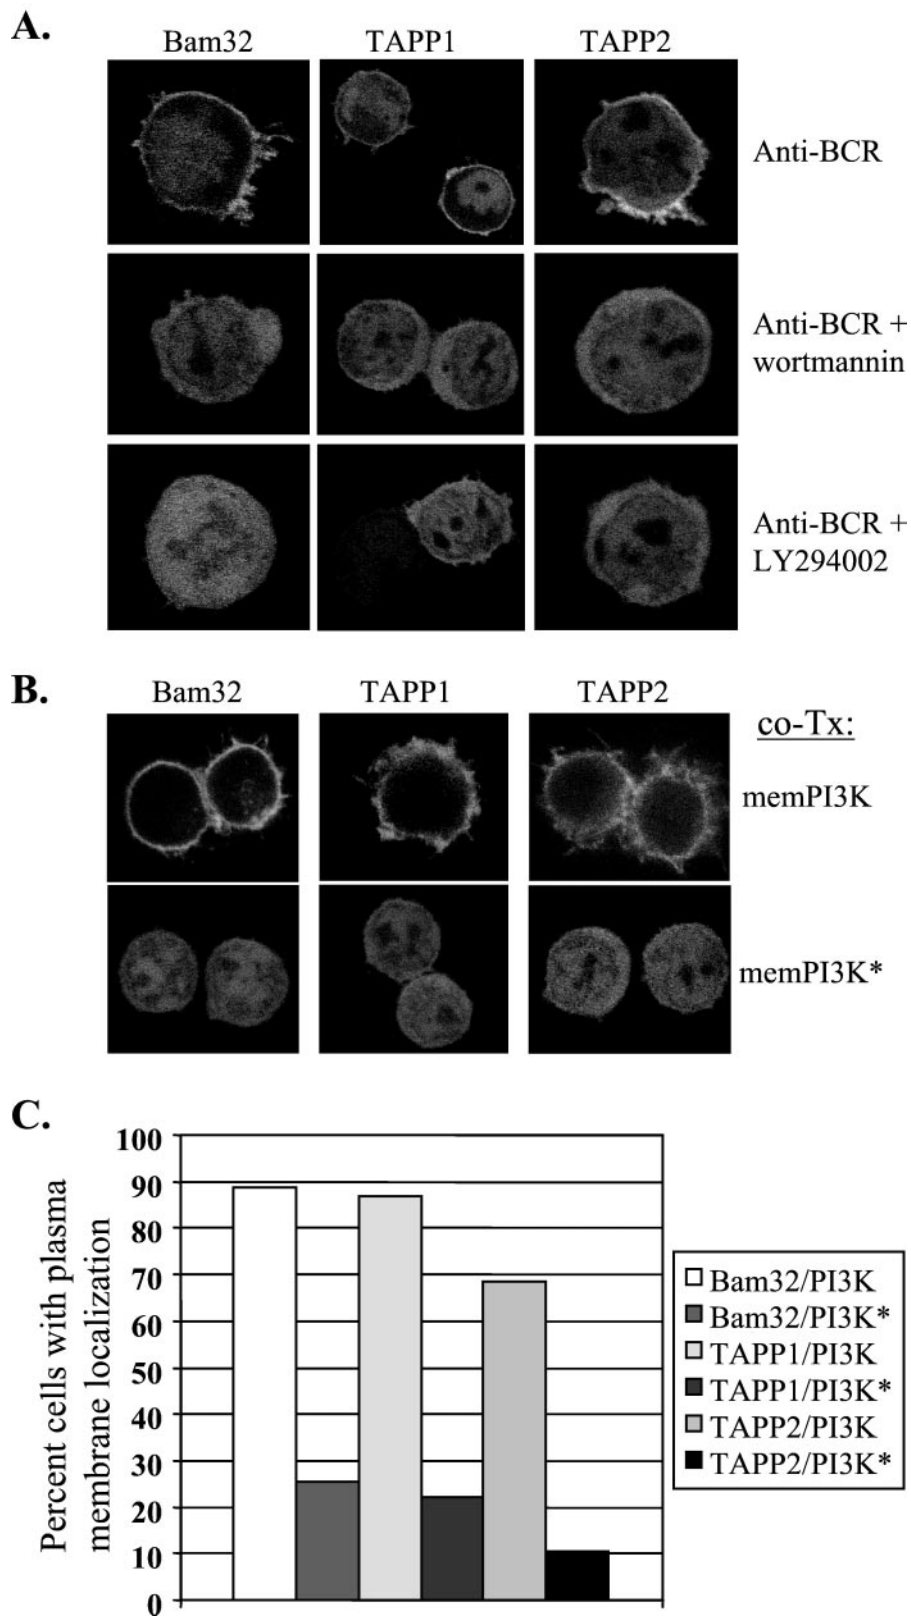 A.
Bam32 TAPP1 TAPP2
Anti-BCR
Anti-BCR +
wortmannin
Anti-BCR +
LY294002
B.
Bam32 TAPP1 TAPP2
co-Tx:
memPI3K
memPI3K*
C.
Percent cells with plasma
membrane localization
100
90
80
70
60
50
40
30
20
10
0
Bam32/PI3K
Bam32/PI3K*
TAPP1/PI3K
TAPP1/PI3K*
TAPP2/PI3K
TAPP2/PI3K*